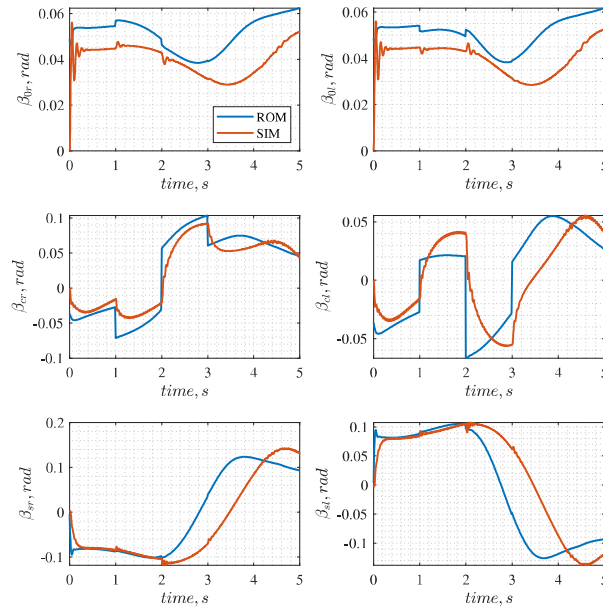 β0r, rad
0.06
0.04
0.02
0
0 1 2 3 4 5
time, s
ROM
SIM
β0l, rad
0.06
0.04
0.02
0
0 1 2 3 4 5
time, s
βcr, rad
0.1
0.05
0
-0.05
-0.1
0 1 2 3 4 5
time, s
βcl, rad
0.05
0
-0.05
0 1 2 3 4 5
time, s
βsr, rad
0.2
0.1
0
-0.1
0 1 2 3 4 5
time, s
βsl, rad
0.1
0.05
0
-0.05
-0.1
0 1 2 3 4 5
time, s